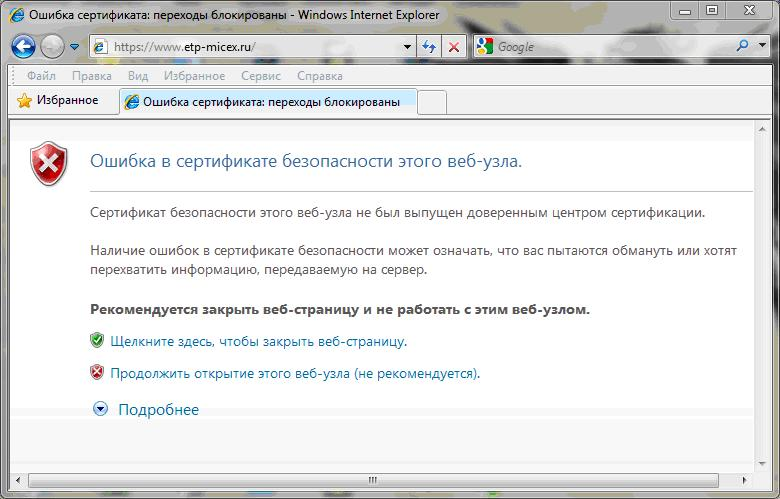 Ошибка сертификата: переходы блокированы - Windows Internet Explorer
https://www.etp-micex.ru/
Google
Файл Правка Вид Избранное Сервис Справка
Избранное
Ошибка сертификата: переходы блокированы
Ошибка в сертификате безопасности этого веб-узла.
Сертификат безопасности этого веб-узла не был выпущен доверенным центром сертификации.
Наличие ошибок в сертификате безопасности может означать, что вас пытаются обмануть или хотят
перехватить информацию, передаваемую на сервер.
Рекомендуется закрыть веб-страницу и не работать с этим веб-узлом.
Щелкните здесь, чтобы закрыть веб-страницу.
Продолжить открытие этого веб-узла (не рекомендуется).
Подробнее